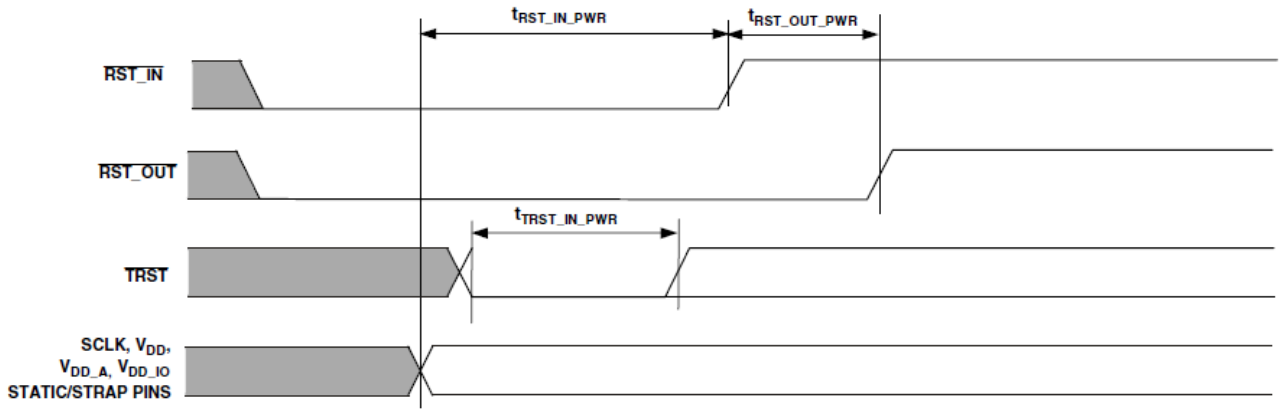 tRST_IN_PWR
tRST_OUT_PWR
RST_IN
RST_OUT
tTRST_IN_PWR
TRST
SCLK, VDD,
VDD_A, VDD_IO
STATIC/STRAP PINS